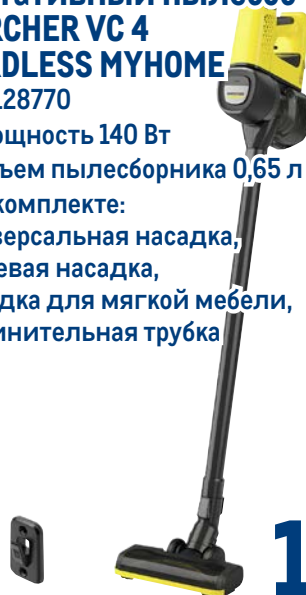 RCHER VC 4
DLESS MYHOME
128770
ощность 140 Вт
ъем пылесборника 0,65 л
комплекте:
версальная насадка,
евая насадка,
дка для мягкой мебели,
инительная трубка
1